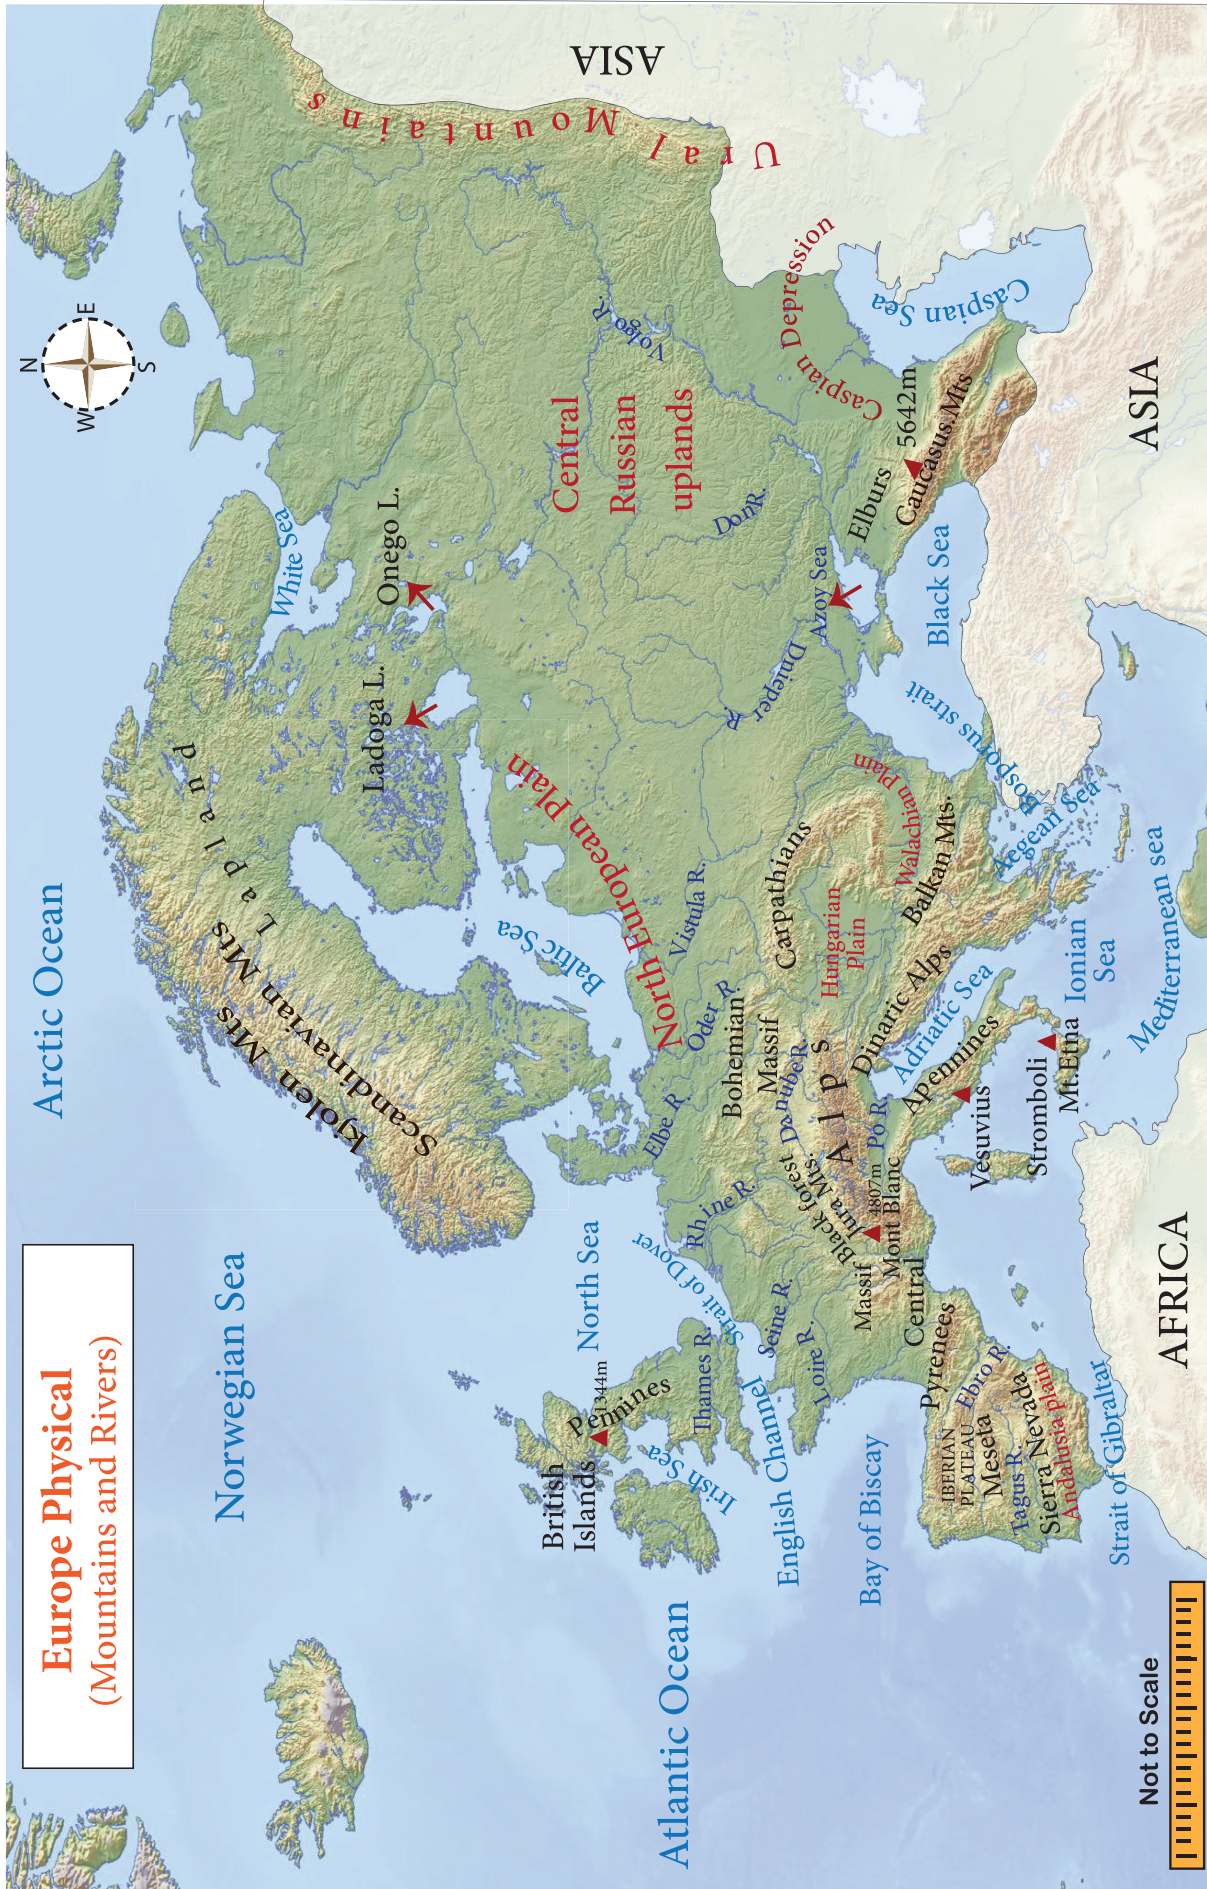 Europe Physical
(Mountains and Rivers)
N
W
E
S
Arctic Ocean
Norwegian Sea
kjolen Mts
Scandinavian Mts
Lapland
White Sea
Ladoga L.
Onego L.
Ural Mountains
ASIA
Baltic Sea
North Sea
British
Islands
Pennines
1344m
Irish Sea
Thames R.
Strait of Dover
English Channel
Atlantic Ocean
Bay of Biscay
North European Plain
Central
Russian
uplands
Volgo R.
Don R.
Dnieper R.
Azoy Sea
Caspian Depression
Caspian Sea
Elburs
5642m
Caucasus.Mts
Black Sea
Bosporus strait
ASIA
Elbe R.
Oder R.
Vistula R.
Rhine R.
Seine R.
Loire R.
Bohemian
Massif
Danube R.
Black forest
Jura Mts.
Alps
4807m
Mont Blanc
Po R.
Massif
Central
Carpathians
Hungarian
Plain
Walachian Plain
Balkan Mts.
Dinaric Alps
Adriatic Sea
Apennines
Vesuvius
Stromboli
Mt.Etna
Ionian
Sea
Aegean Sea
Mediterranean sea
Pyrenees
Ebro R.
IBERIAN
PLATEAU
Meseta
Tagus R.
Sierra Nevada
Andalusia plain
Strait of Gibraltar
AFRICA
Not to Scale